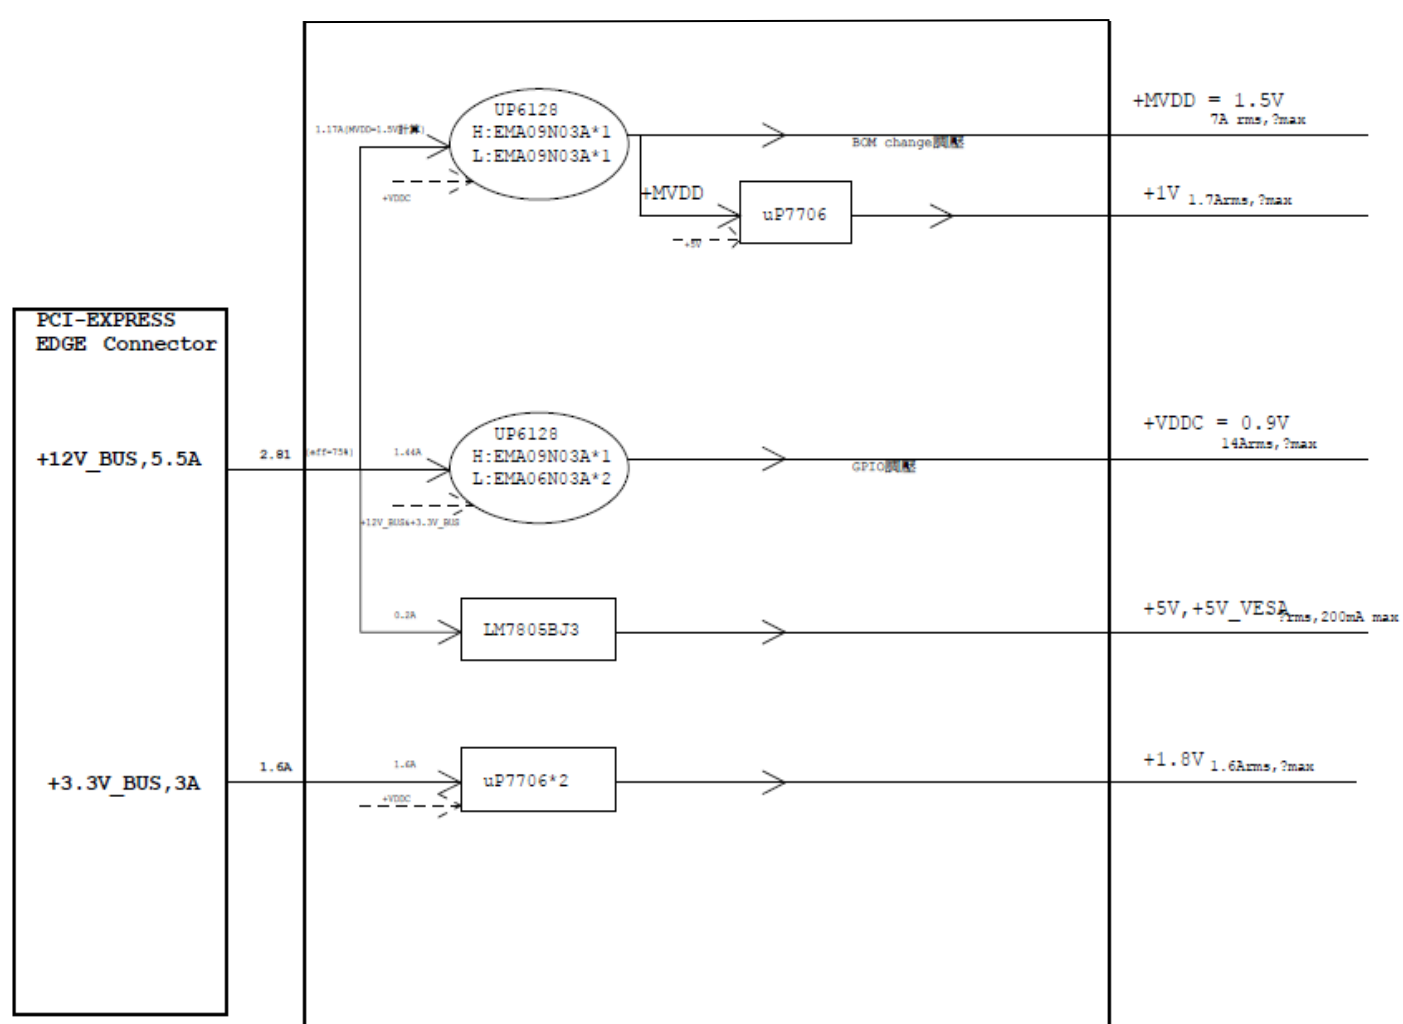 UP6128
H:EMA09N03A*1
L:EMA09N03A*1
1.17A(MVDD=1.5V計算)
+VDDC
BOM change調壓
+MVDD = 1.5V
7A rms,?max
+MVDD
uP7706
+5V
+1V 1.7Arms,?max
PCI-EXPRESS
EDGE Connector
+12V_BUS,5.5A
2.81 (eff=75%)
1.44A
UP6128
H:EMA09N03A*1
L:EMA06N03A*2
+12V_BUS&+3.3V_BUS
GPIO調壓
+VDDC = 0.9V
14Arms,?max
0.2A
LM7805BJ3
+5V,+5V_VESA
?rms,200mA max
+3.3V_BUS,3A
1.6A
1.6A
+VDDC
uP7706*2
+1.8V 1.6Arms,?max